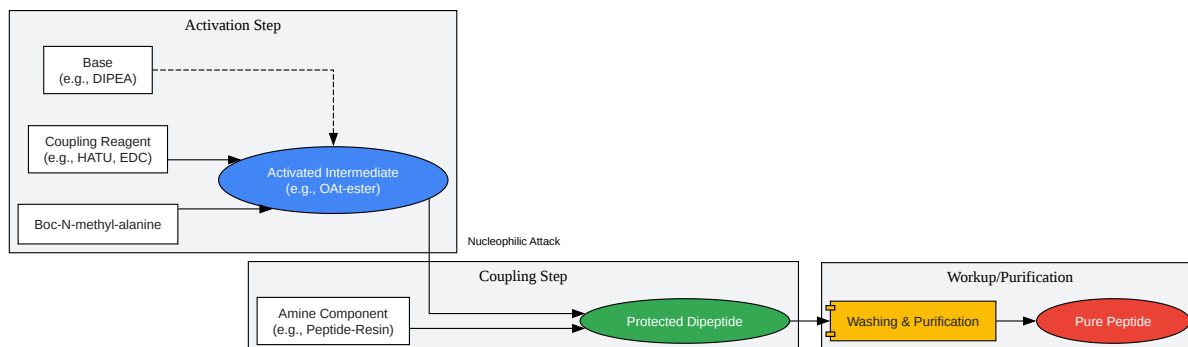 Activation Step
Base
(e.g., DIPEA)
Coupling Reagent
(e.g., HATU, EDC)
Activated Intermediate
(e.g., OAt-ester)
Boc-N-methyl-alanine
Nucleophilic Attack
Coupling Step
Amine Component
(e.g., Peptide-Resin)
Protected Dipeptide
Workup/Purification
Washing & Purification
Pure Peptide